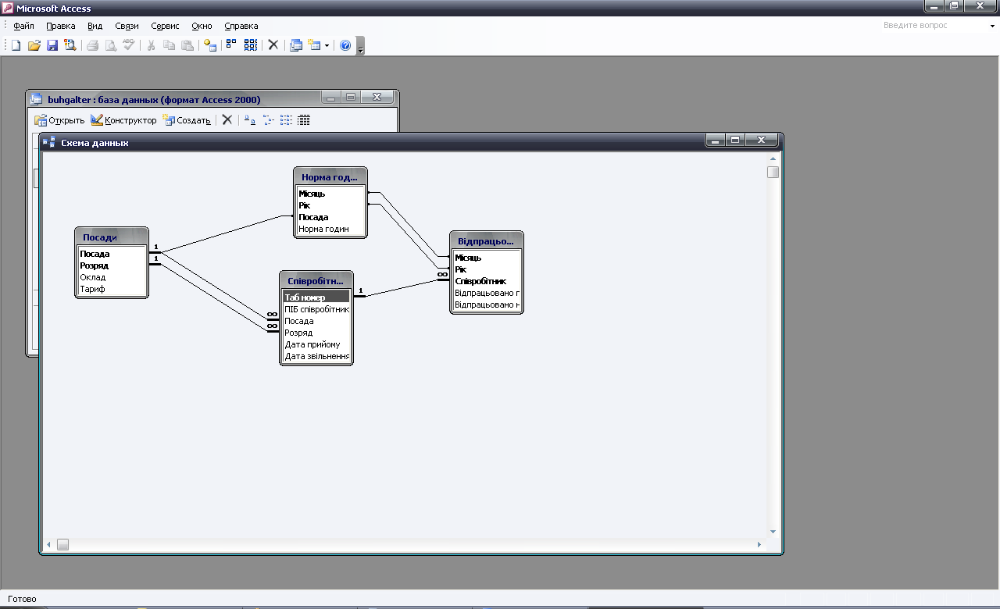 Microsoft Access
Файл Правка Вид Связи Сервис Окно Справка Введите вопрос
buhgalter : база данных (формат Access 2000)
Открыть Конструктор Создать
Схема данных
Норма год...
Місяць
Рік
Посада
Норма годин
Посади
Посада
Розряд
Оклад
Тариф
1
1
Співробітн...
Таб номер
ПІБ співробітник
Посада
Розряд
Дата прийому
Дата звільнення
∞
∞
1
∞
Відпрацьо...
Місяць
Рік
Співробітник
Відпрацьовано г
Відпрацьовано н
Готово